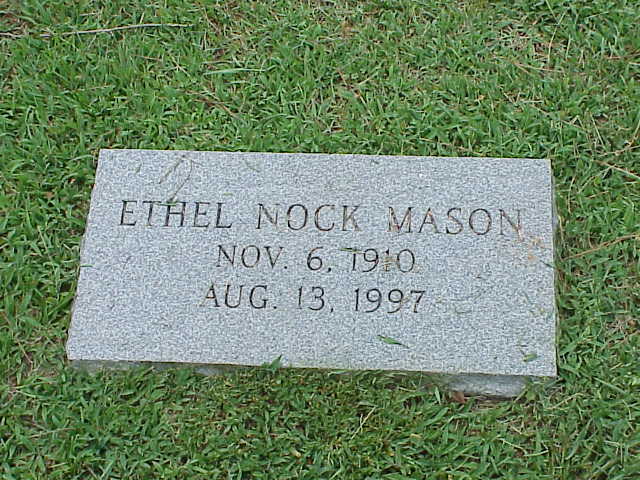 ETHEL NOCK MASON
NOV. 6, 1910
AUG. 13, 1997